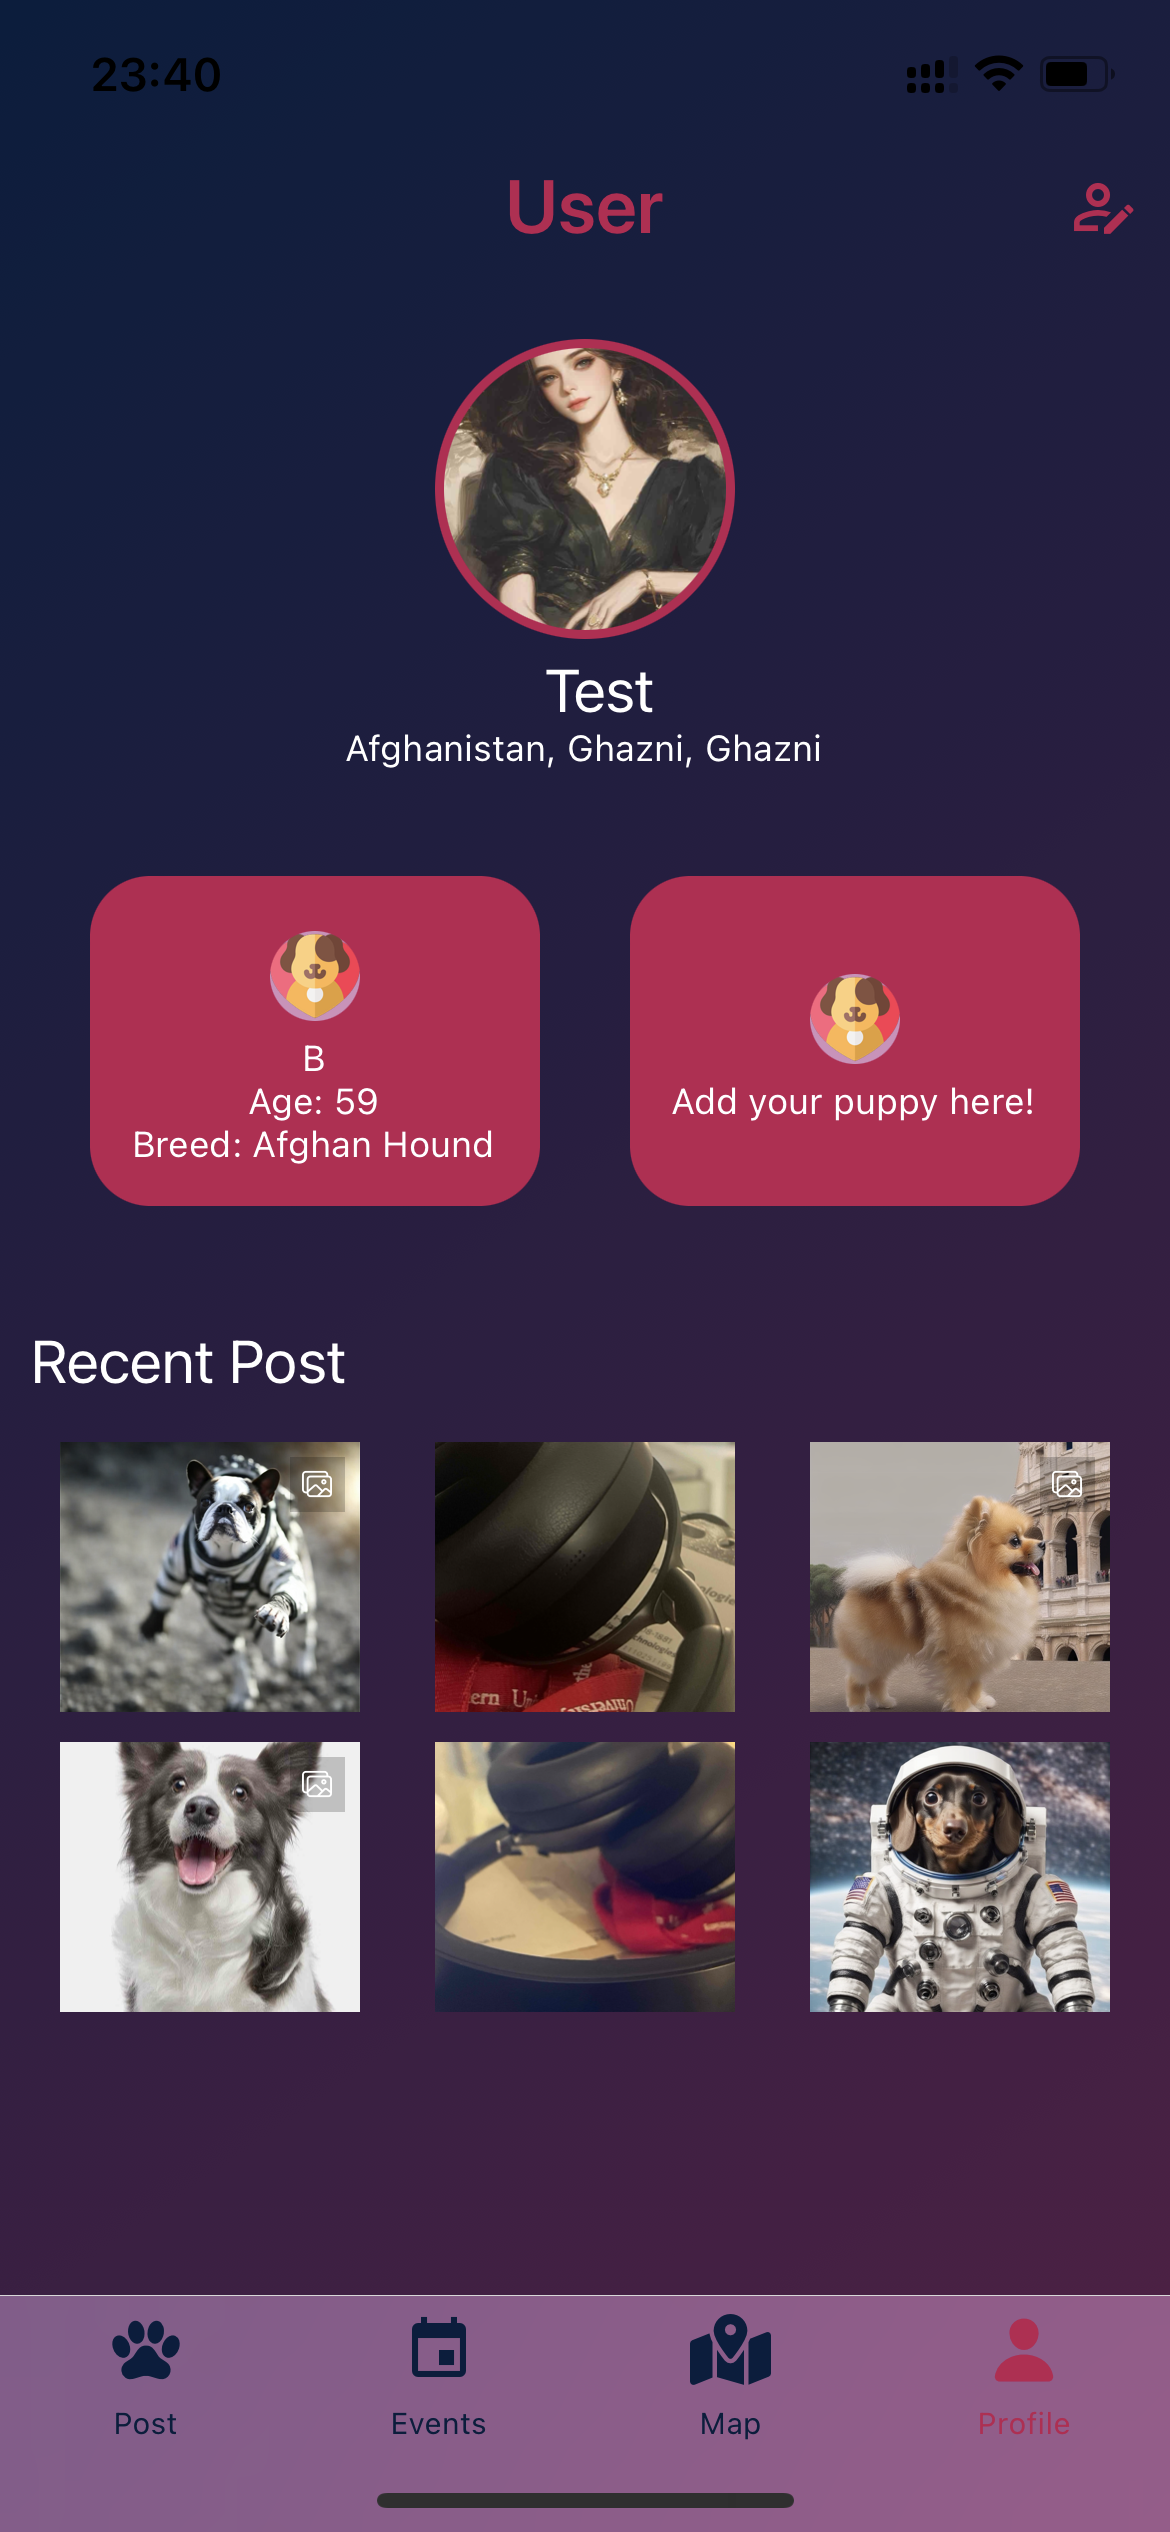 23:40
User
Test
Afghanistan, Ghazni, Ghazni
B
Age: 59
Breed: Afghan Hound
Add your puppy here!
Recent Post
Post
Events
Map
Profile